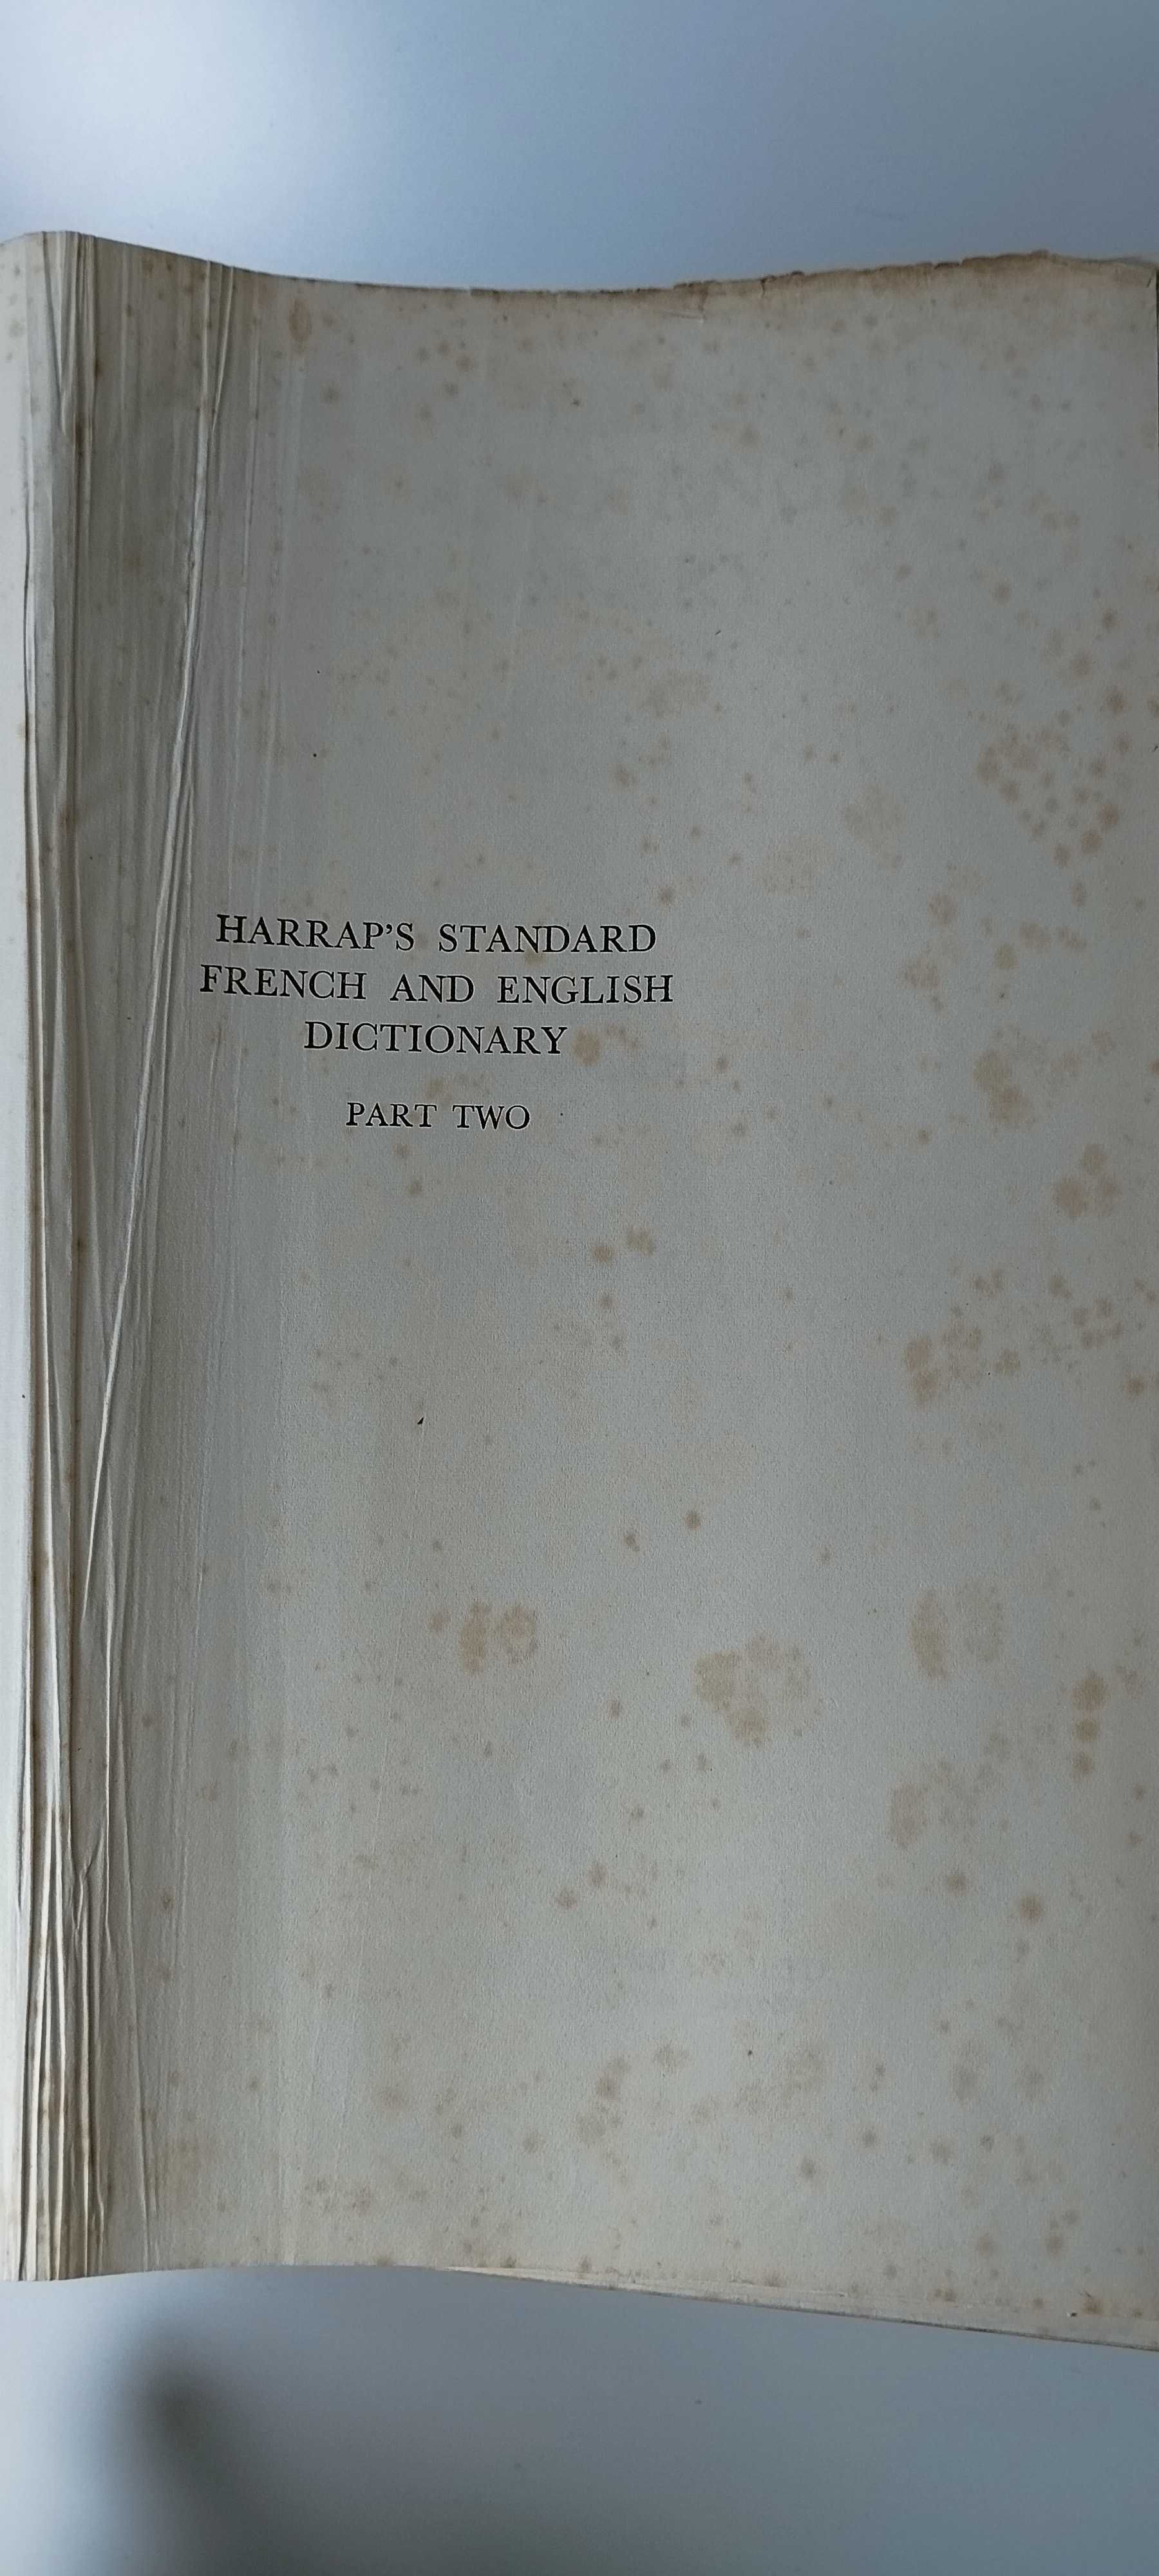 HARRAP'S STANDARD
FRENCH AND ENGLISH
DICTIONARY
PART TWO